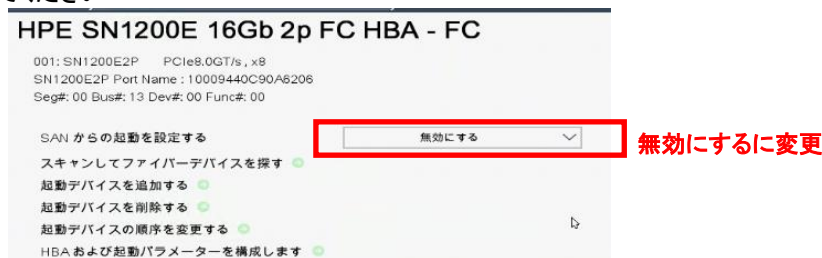 ください
HPE SN1200E 16Gb 2p FC HBA - FC
001: SN1200E2P PCIe8.0GT/s, x8
SN1200E2P Port Name : 10009440C90A6206
Seg#: 00 Bus#: 13 Dev#: 00 Func#: 00
SAN からの起動を設定する 無効にする
無効にするに変更
スキャンしてファイバーデバイスを探す
起動デバイスを追加する
起動デバイスを削除する
起動デバイスの順序を変更する
HBA および起動パラメーターを構成します